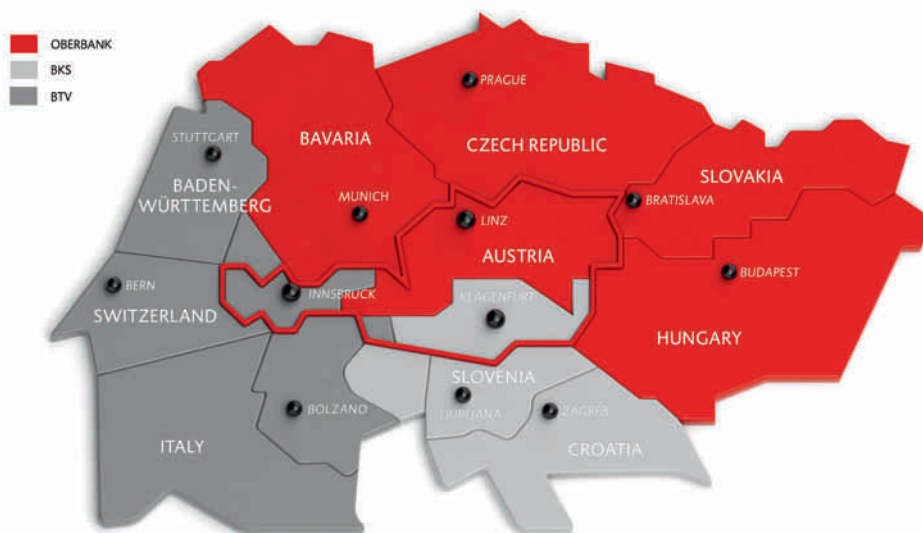 OBERBANK
BKS
BTV
PRAGUE
STUTTGART
BAVARIA
CZECH REPUBLIC
SLOVAKIA
BADEN-
WÜRTTEMBERG
MUNICH
BRATISLAVA
LINZ
AUSTRIA
BUDAPEST
BERN
INNSBRUCK
KLAGENFURT
SWITZERLAND
HUNGARY
SLOVENIA
BOLZANO
LJUBLJANA
ZAGREB
ITALY
CROATIA